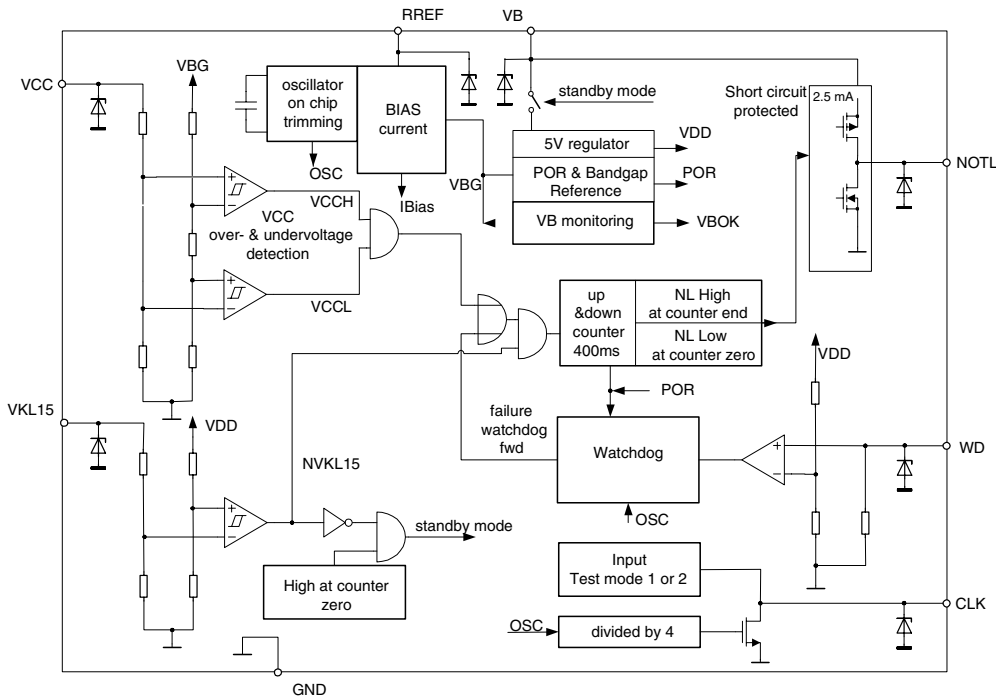 RREF
VB
VCC
VBG
oscillator
on chip
trimming
BIAS
current
standby mode
Short circuit
protected
2.5 mA
5V regulator
VDD
OSC
VBG
POR & Bandgap
Reference
POR
NOTL
VCCH
IBias
VB monitoring
VBOK
VCC
over- & undervoltage
detection
VCCL
up
&down
counter
400ms
NL High
at counter end
NL Low
at counter zero
VDD
POR
VKL15
VDD
failure
watchdog
fwd
Watchdog
WD
NVKL15
OSC
standby mode
High at counter
zero
Input
Test mode 1 or 2
CLK
OSC
divided by 4
GND